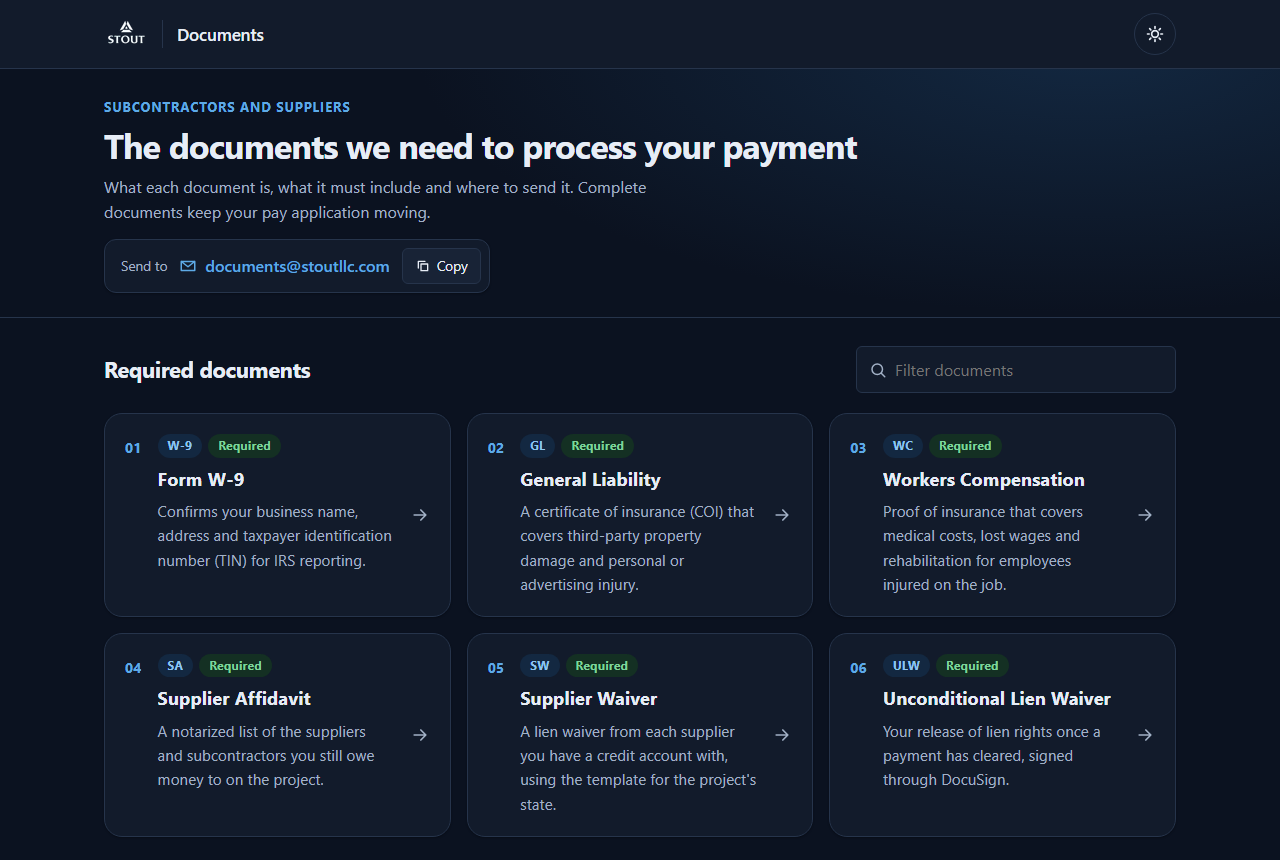 STOUT
Documents
SUBCONTRACTORS AND SUPPLIERS
The documents we need to process your payment
What each document is, what it must include and where to send it. Complete
documents keep your pay application moving.
Send to documents@stoutllc.com Copy
Required documents
Filter documents
01 W-9 Required
Form W-9
Confirms your business name,
address and taxpayer identification
number (TIN) for IRS reporting.
02 GL Required
General Liability
A certificate of insurance (COI) that
covers third-party property
damage and personal or
advertising injury.
03 WC Required
Workers Compensation
Proof of insurance that covers
medical costs, lost wages and
rehabilitation for employees
injured on the job.
04 SA Required
Supplier Affidavit
A notarized list of the suppliers
and subcontractors you still owe
money to on the project.
05 SW Required
Supplier Waiver
A lien waiver from each supplier
you have a credit account with,
using the template for the project's
state.
06 ULW Required
Unconditional Lien Waiver
Your release of lien rights once a
payment has cleared, signed
through DocuSign.